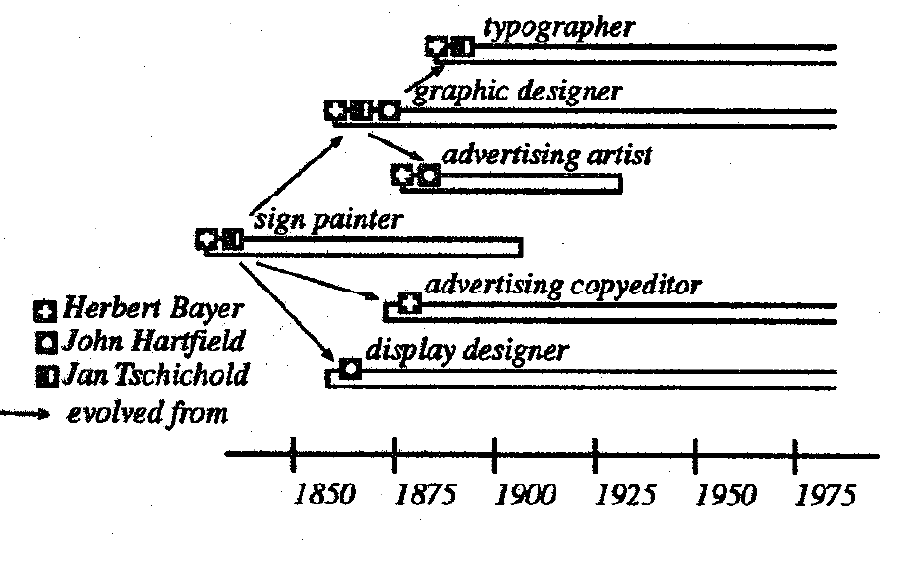 typographer
graphic designer
advertising artist
sign painter
advertising copyeditor
Herbert Bayer
John Hartfield
display designer
Jan Tschichold
evolved from
1850 1875 1900 1925 1950 1975